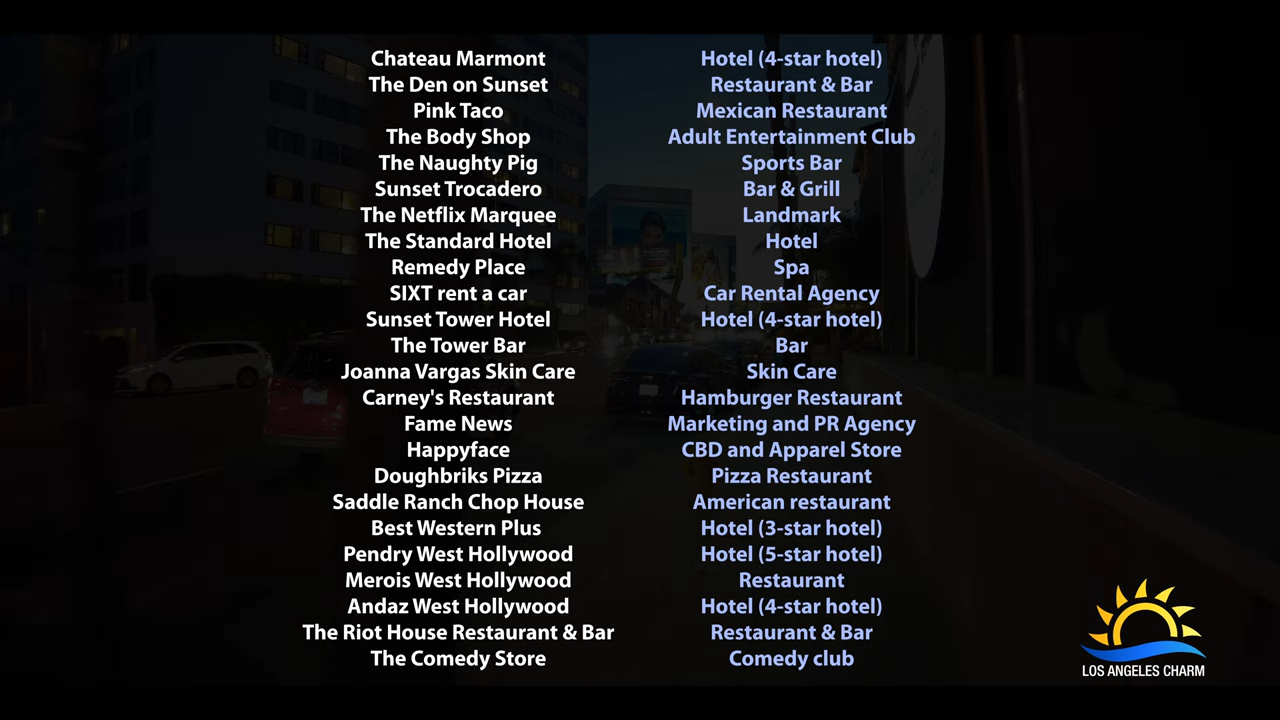 Chateau Marmont Hotel (4-star hotel)
The Den on Sunset Restaurant & Bar
Pink Taco Mexican Restaurant
The Body Shop Adult Entertainment Club
The Naughty Pig Sports Bar
Sunset Trocadero Bar & Grill
The Netflix Marquee Landmark
The Standard Hotel Hotel
Remedy Place Spa
SIXT rent a car Car Rental Agency
Sunset Tower Hotel Hotel (4-star hotel)
The Tower Bar Bar
Joanna Vargas Skin Care Skin Care
Carney's Restaurant Hamburger Restaurant
Fame News Marketing and PR Agency
Happyface CBD and Apparel Store
Doughbriks Pizza Pizza Restaurant
Saddle Ranch Chop House American restaurant
Best Western Plus Hotel (3-star hotel)
Pendry West Hollywood Hotel (5-star hotel)
Merois West Hollywood Restaurant
Andaz West Hollywood Hotel (4-star hotel)
The Riot House Restaurant & Bar Restaurant & Bar
The Comedy Store Comedy club
LOS ANGELES CHARM